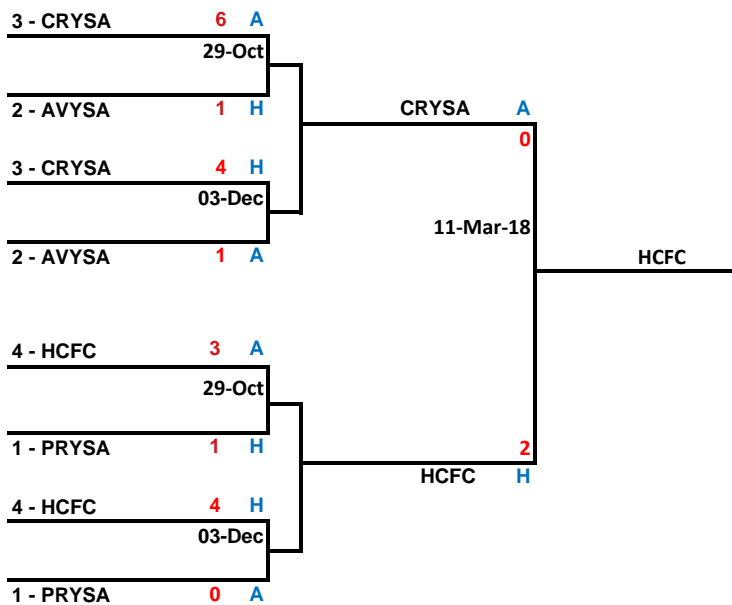 3 - CRYSA 6 A
29-Oct
2 - AVYSA 1 H
CRYSA A
0
3 - CRYSA 4 H
03-Dec
2 - AVYSA 1 A
11-Mar-18
HCFC
4 - HCFC 3 A
29-Oct
1 - PRYSA 1 H
2
HCFC H
4 - HCFC 4 H
03-Dec
1 - PRYSA 0 A